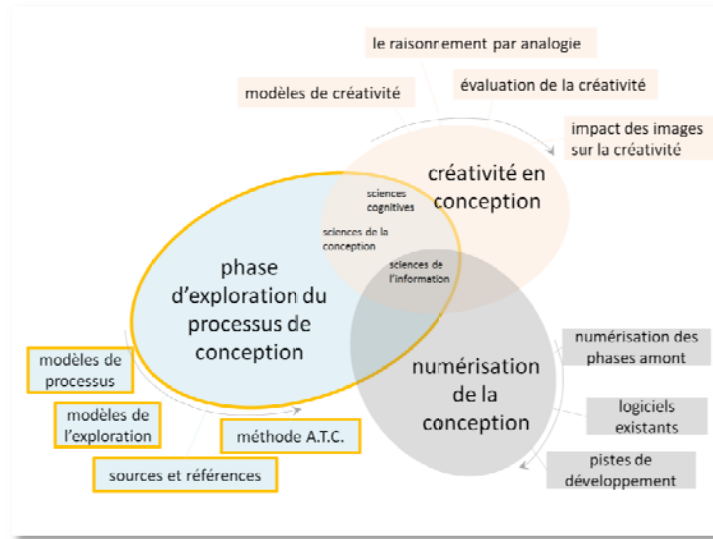 le raisonnement par analogie
modèles de créativité
évaluation de la créativité
impact des images
sur la créativité
créativité en
conception
sciences
cognitives
sciences de la
conception
sciences de
l'information
phase
d'exploration du
processus de
conception
modèles de
processus
modèles de
l'exploration
méthode A.T.C.
sources et références
numérisation
de la
conception
numérisation des
phases amont
logiciels
existants
pistes de
développement